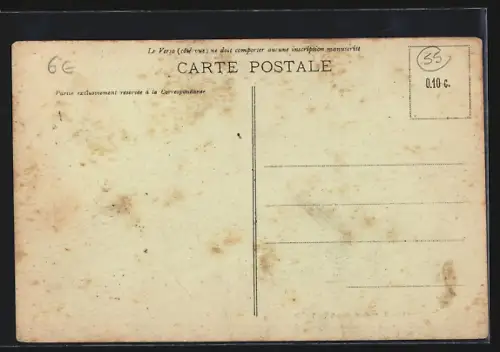 Le Verso (côté vue) ne doit comporter aucune inscription manuscrite
CARTE POSTALE
6€
55
0.10 c.
Partie exclusivement réservée à la Correspondance